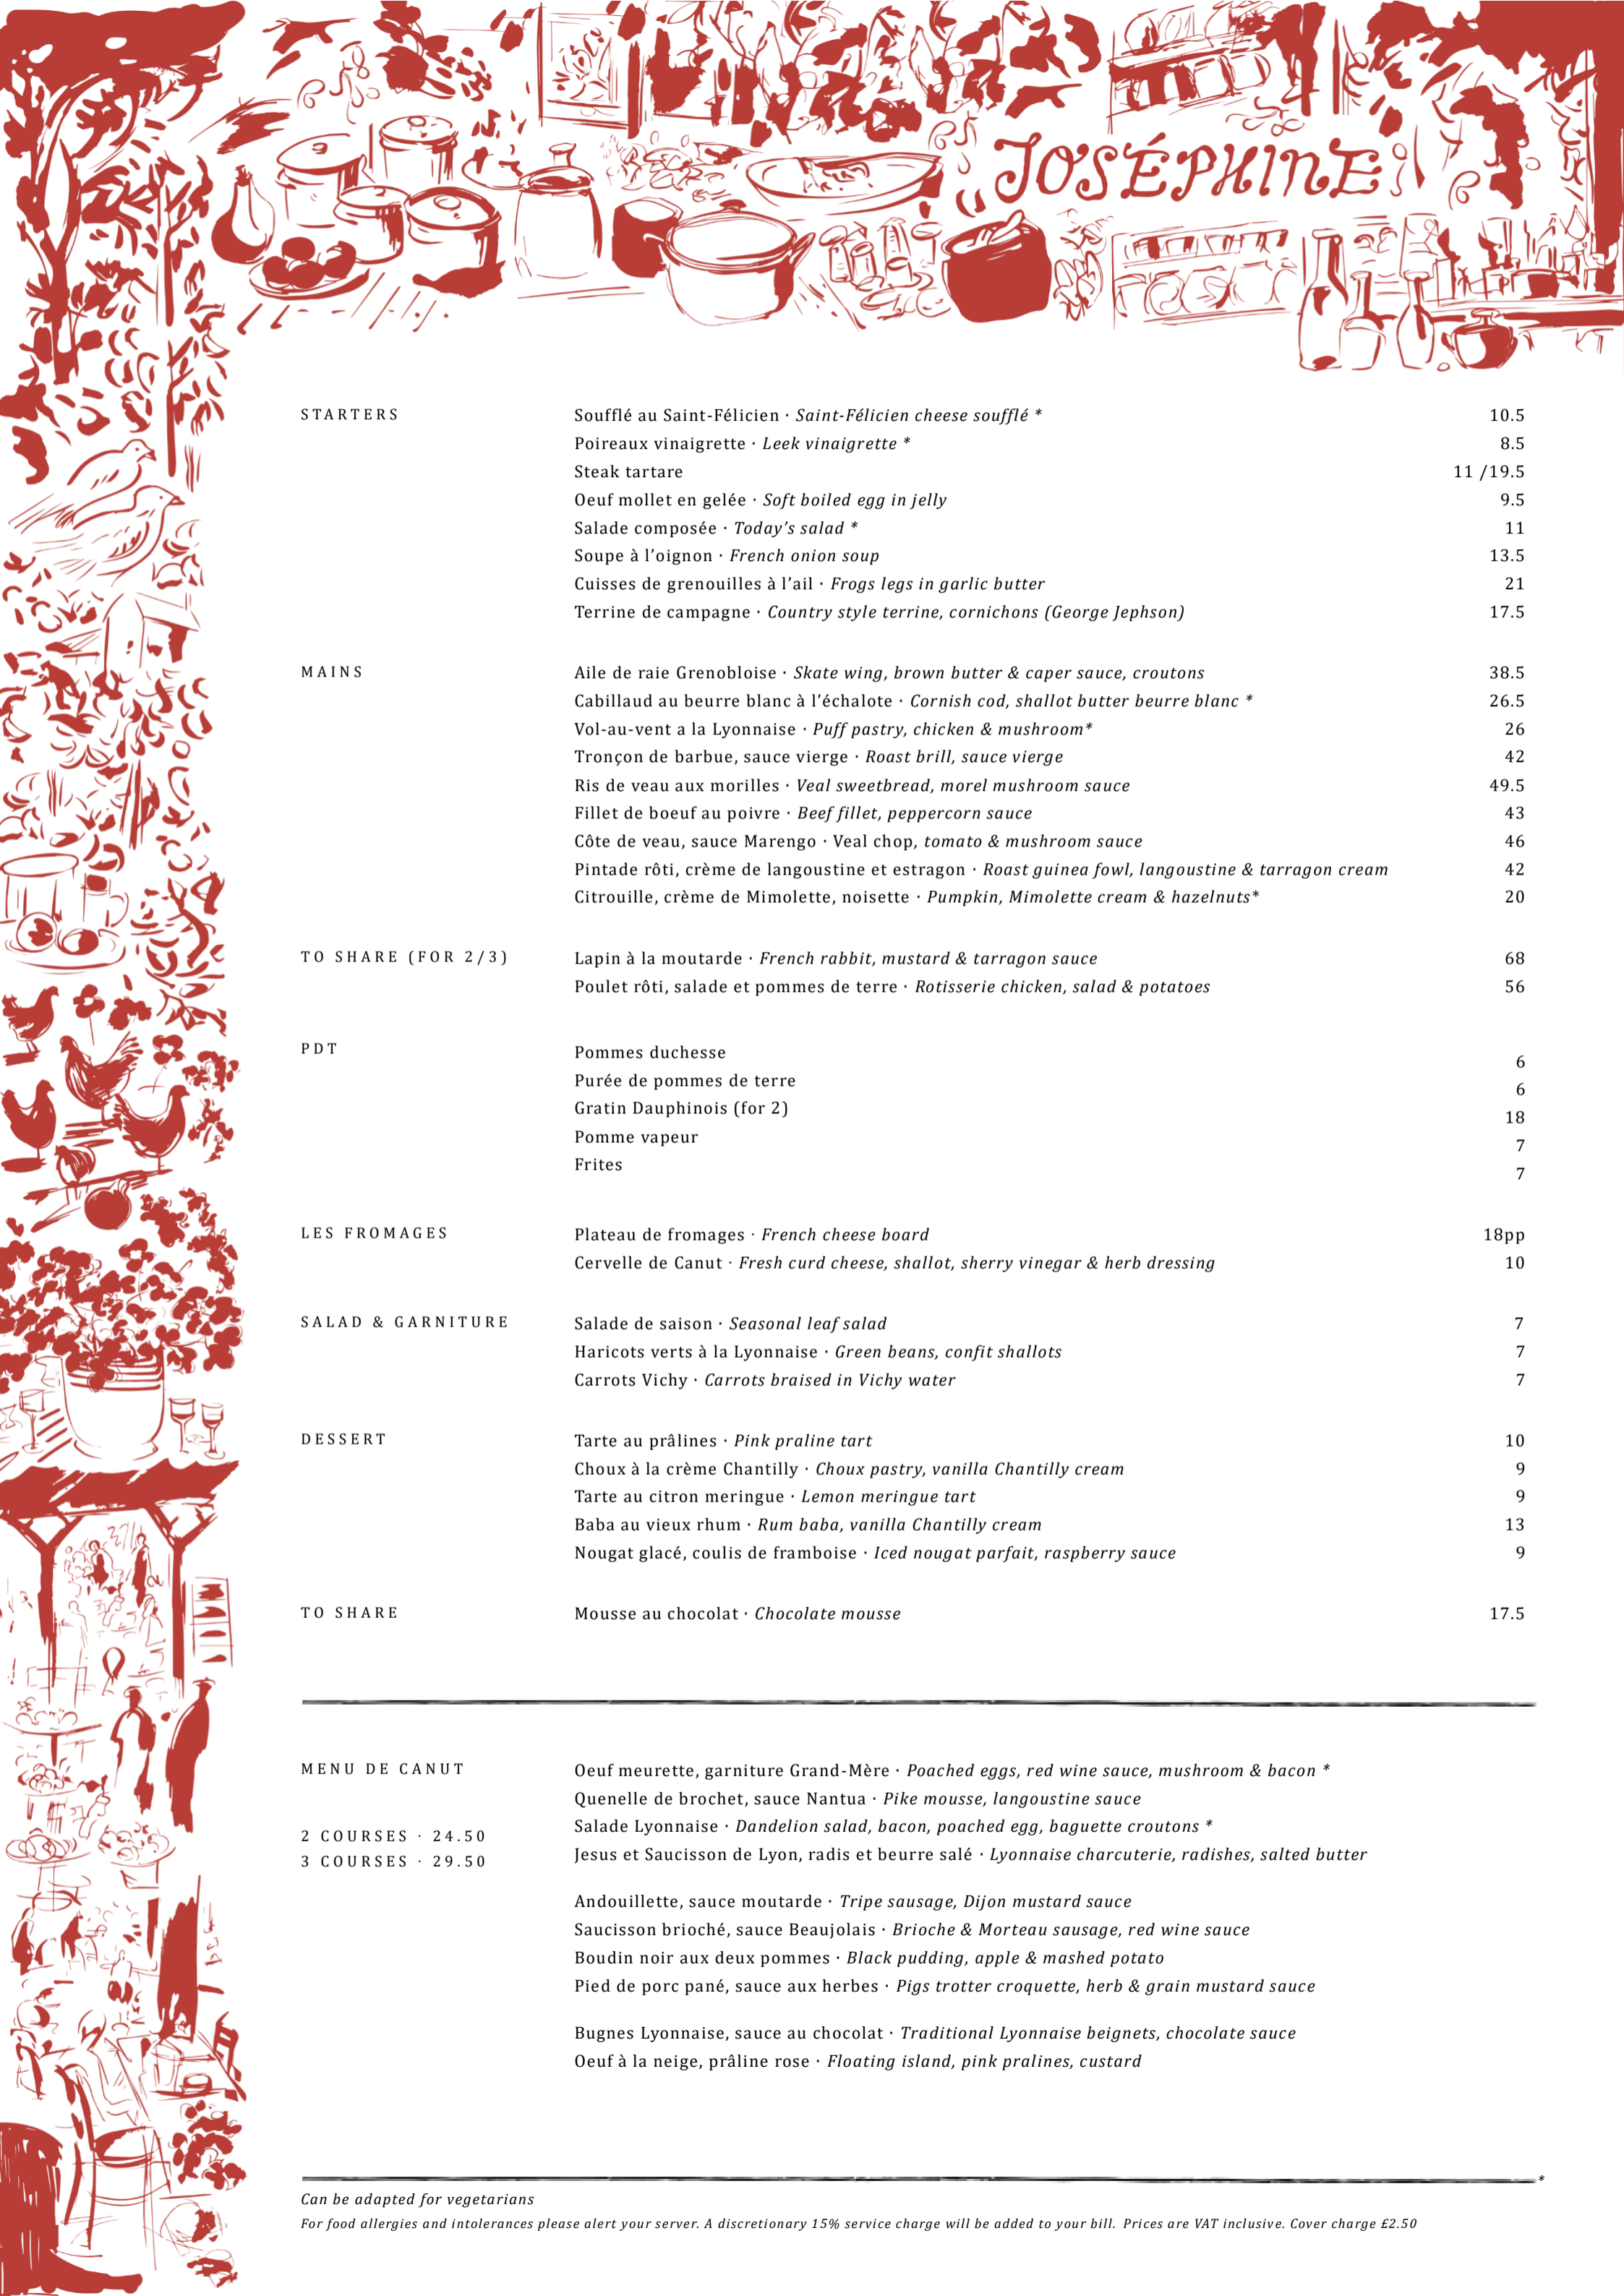 JOSÉPHINE
STARTERS
Soufflé au Saint-Félicien · Saint-Félicien cheese soufflé * 10.5
Poireaux vinaigrette · Leek vinaigrette * 8.5
Steak tartare 11 /19.5
Oeuf mollet en gelée · Soft boiled egg in jelly 9.5
Salade composée · Today’s salad * 11
Soupe à l’oignon · French onion soup 13.5
Cuisses de grenouilles à l’ail · Frogs legs in garlic butter 21
Terrine de campagne · Country style terrine, cornichons (George Jephson) 17.5
MAINS
Aile de raie Grenobloise · Skate wing, brown butter & caper sauce, croutons 38.5
Cabillaud au beurre blanc à l’échalote · Cornish cod, shallot butter beurre blanc * 26.5
Vol-au-vent a la Lyonnaise · Puff pastry, chicken & mushroom* 26
Tronçon de barbue, sauce vierge · Roast brill, sauce vierge 42
Ris de veau aux morilles · Veal sweetbread, morel mushroom sauce 49.5
Fillet de boeuf au poivre · Beef fillet, peppercorn sauce 43
Côte de veau, sauce Marengo · Veal chop, tomato & mushroom sauce 46
Pintade rôti, crème de langoustine et estragon · Roast guinea fowl, langoustine & tarragon cream 42
Citrouille, crème de Mimolette, noisette · Pumpkin, Mimolette cream & hazelnuts* 20
TO SHARE (FOR 2/3)
Lapin à la moutarde · French rabbit, mustard & tarragon sauce 68
Poulet rôti, salade et pommes de terre · Rotisserie chicken, salad & potatoes 56
PDT
Pommes duchesse 6
Purée de pommes de terre 6
Gratin Dauphinois (for 2) 18
Pomme vapeur 7
Frites 7
LES FROMAGES
Plateau de fromages · French cheese board 18pp
Cervelle de Canut · Fresh curd cheese, shallot, sherry vinegar & herb dressing 10
SALAD & GARNITURE
Salade de saison · Seasonal leaf salad 7
Haricots verts à la Lyonnaise · Green beans, confit shallots 7
Carrots Vichy · Carrots braised in Vichy water 7
DESSERT
Tarte au prâlines · Pink praline tart 10
Choux à la crème Chantilly · Choux pastry, vanilla Chantilly cream 9
Tarte au citron meringue · Lemon meringue tart 9
Baba au vieux rhum · Rum baba, vanilla Chantilly cream 13
Nougat glacé, coulis de framboise · Iced nougat parfait, raspberry sauce 9
TO SHARE
Mousse au chocolat · Chocolate mousse 17.5
MENU DE CANUT
2 COURSES · 24.50
3 COURSES · 29.50
Oeuf meurette, garniture Grand-Mère · Poached eggs, red wine sauce, mushroom & bacon *
Quenelle de brochet, sauce Nantua · Pike mousse, langoustine sauce
Salade Lyonnaise · Dandelion salad, bacon, poached egg, baguette croutons *
Jesus et Saucisson de Lyon, radis et beurre salé · Lyonnaise charcuterie, radishes, salted butter
Andouillette, sauce moutarde · Tripe sausage, Dijon mustard sauce
Saucisson brioché, sauce Beaujolais · Brioche & Morteau sausage, red wine sauce
Boudin noir aux deux pommes · Black pudding, apple & mashed potato
Pied de porc pané, sauce aux herbes · Pigs trotter croquette, herb & grain mustard sauce
Bugnes Lyonnaise, sauce au chocolat · Traditional Lyonnaise beignets, chocolate sauce
Oeuf à la neige, prâline rose · Floating island, pink pralines, custard
*
Can be adapted for vegetarians
For food allergies and intolerances please alert your server. A discretionary 15% service charge will be added to your bill. Prices are VAT inclusive. Cover charge £2.50